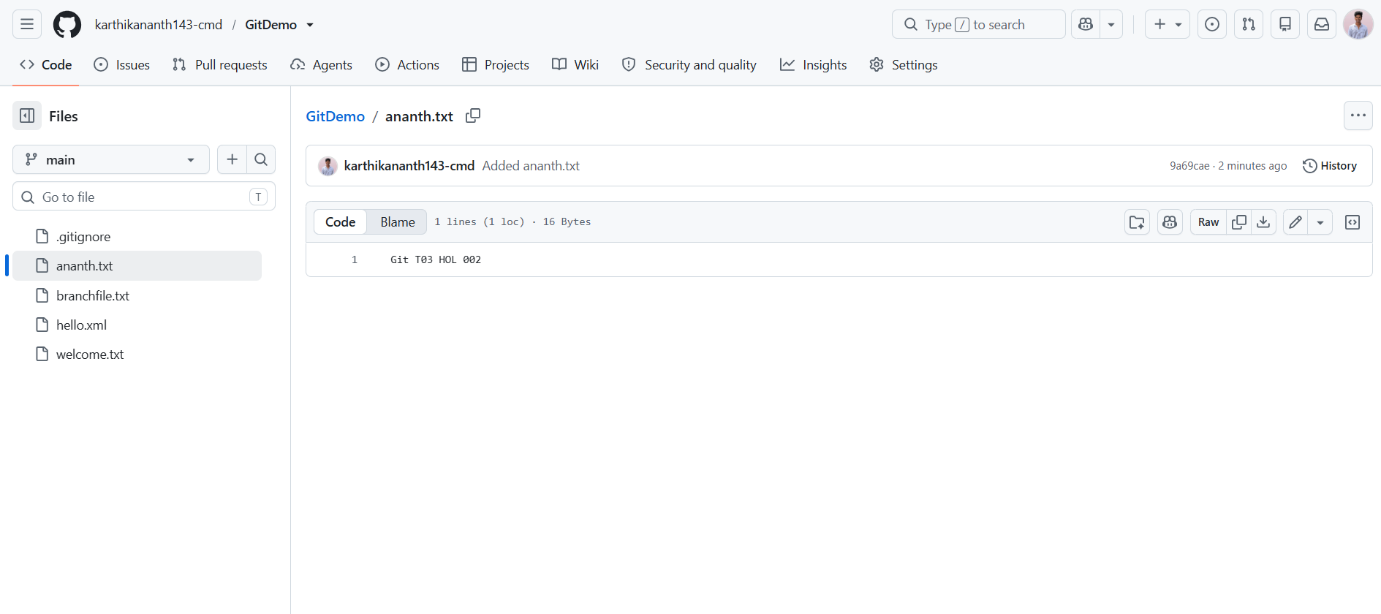 karthikananth143-cmd / GitDemo
Type / to search
Code Issues Pull requests Agents Actions Projects Wiki Security and quality Insights Settings
Files
main
Go to file T
.gitignore
ananth.txt
branchfile.txt
hello.xml
welcome.txt
GitDemo / ananth.txt
karthikananth143-cmd Added ananth.txt 9a69cae · 2 minutes ago History
Code Blame 1 lines (1 loc) · 16 Bytes Raw
1 Git T03 HOL 002